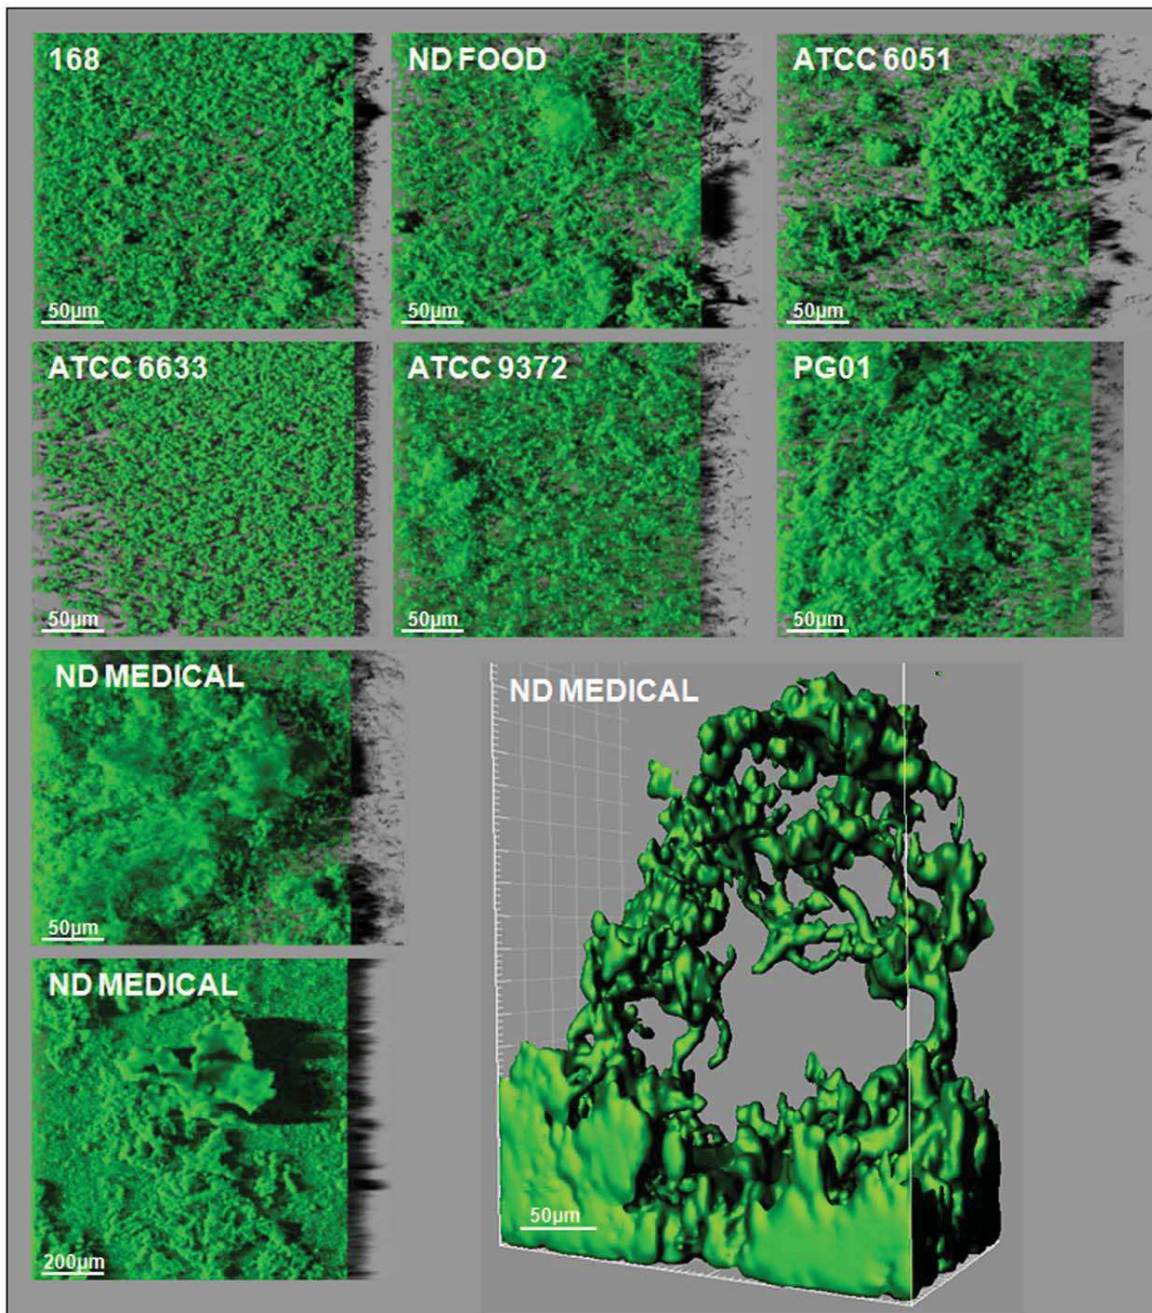 168
50µm
ND FOOD
50µm
ATCC 6051
50µm
ATCC 6633
50µm
ATCC 9372
50µm
PG01
50µm
ND MEDICAL
50µm
ND MEDICAL
200µm
ND MEDICAL
50µm